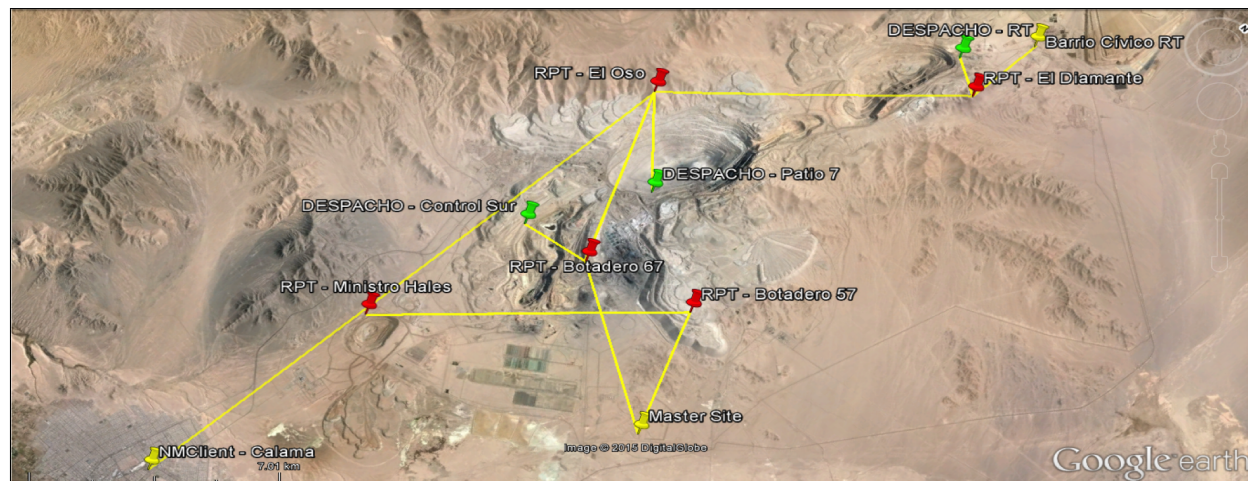 DESPACHO - RT
Barrio Cívico RT
RPT - El Oso
RPT - El Diamante
DESPACHO - Patio 7
DESPACHO - Control Sur
RPT - Botadero 67
RPT - Ministro Hales
RPT - Botadero 57
Master Site
NMClient - Calama
Image © 2015 DigitalGlobe
7.01 km
Google earth